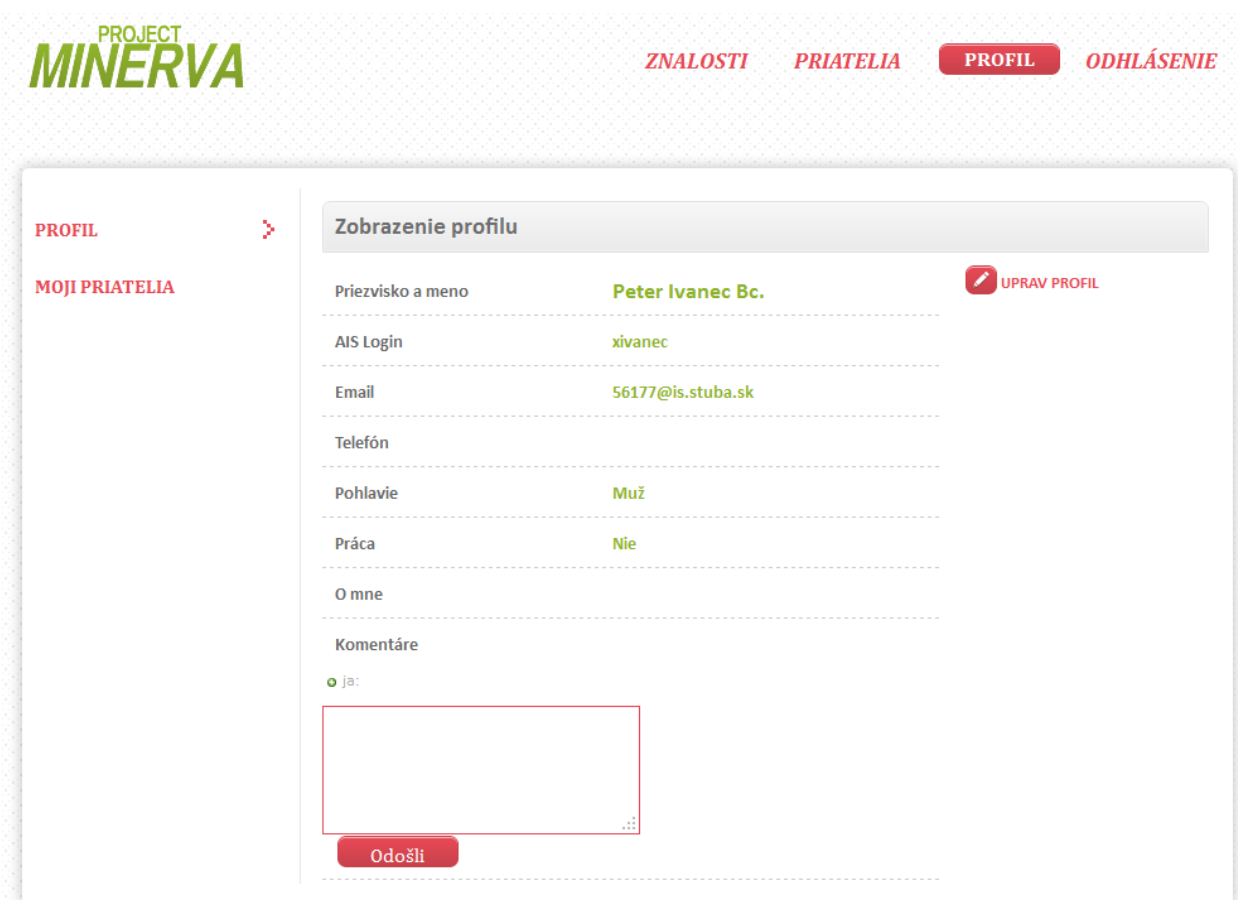 PROJECT
MINERVA
ZNALOSTI PRIATELIA PROFIL ODHLÁSENIE
PROFIL
MOJI PRIATELIA
Zobrazenie profilu
UPRAV PROFIL
Priezvisko a meno Peter Ivanec Bc.
AIS Login xivanec
Email 56177@is.stuba.sk
Telefón
Pohlavie Muž
Práca Nie
O mne
Komentáre
ja:
Odošli